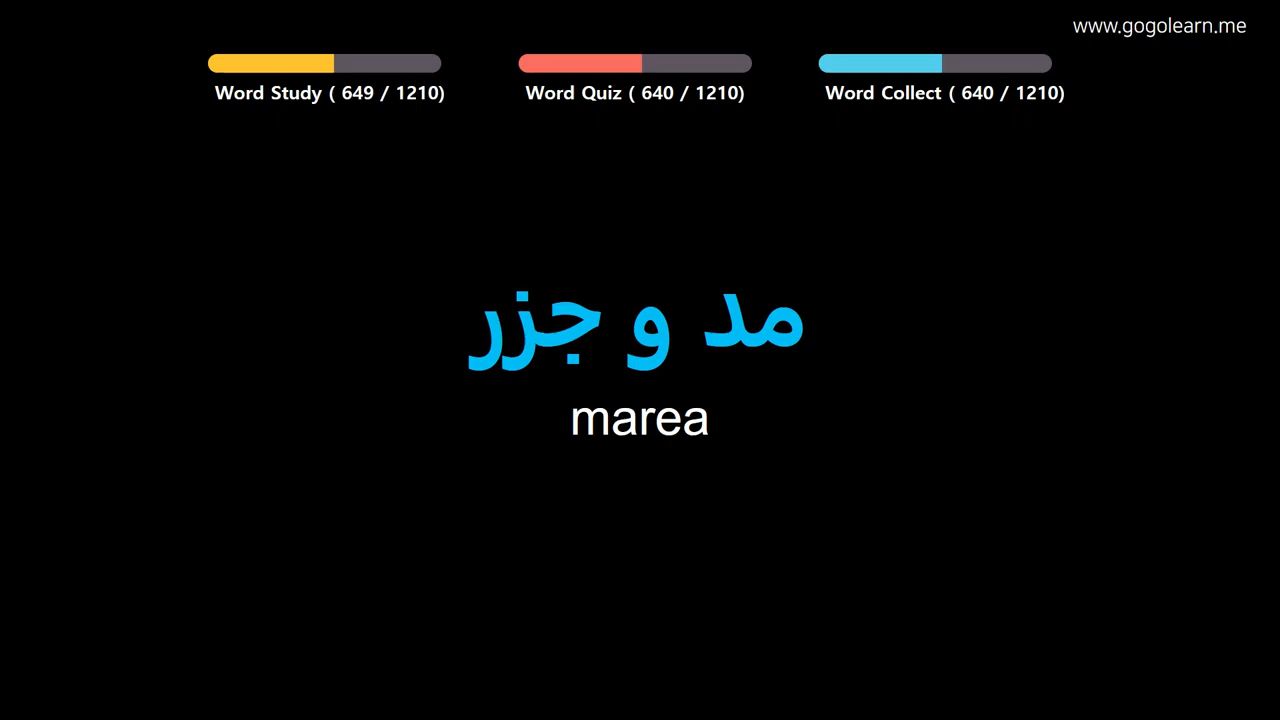 www.gogolearn.me
Word Study ( 649 / 1210)
Word Quiz ( 640 / 1210)
Word Collect ( 640 / 1210)
مد و جزر
marea